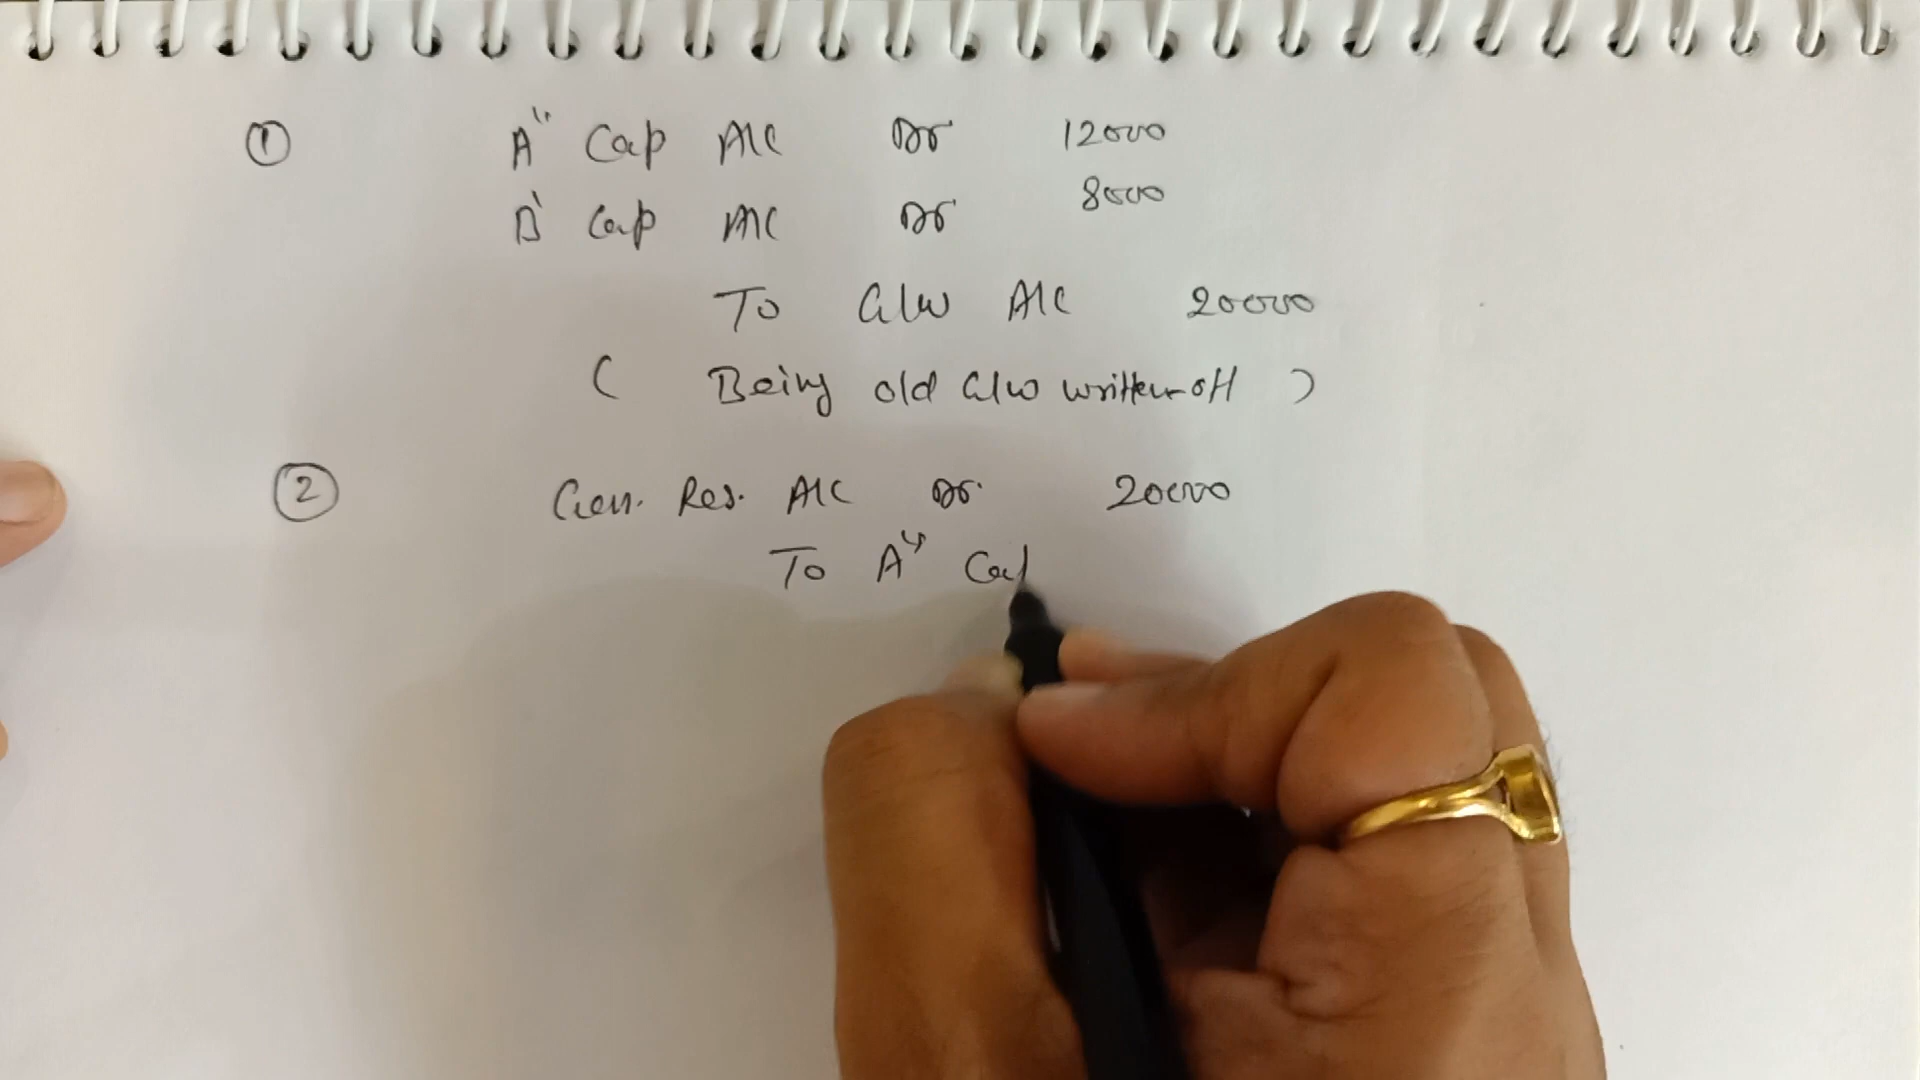 ① A's Cap A/c Dr 12000
B's Cap A/c Dr 8000
To G/w A/c 20000
( Being old G/w written off )
② Gen. Res. A/c Dr. 20000
To A's Cap